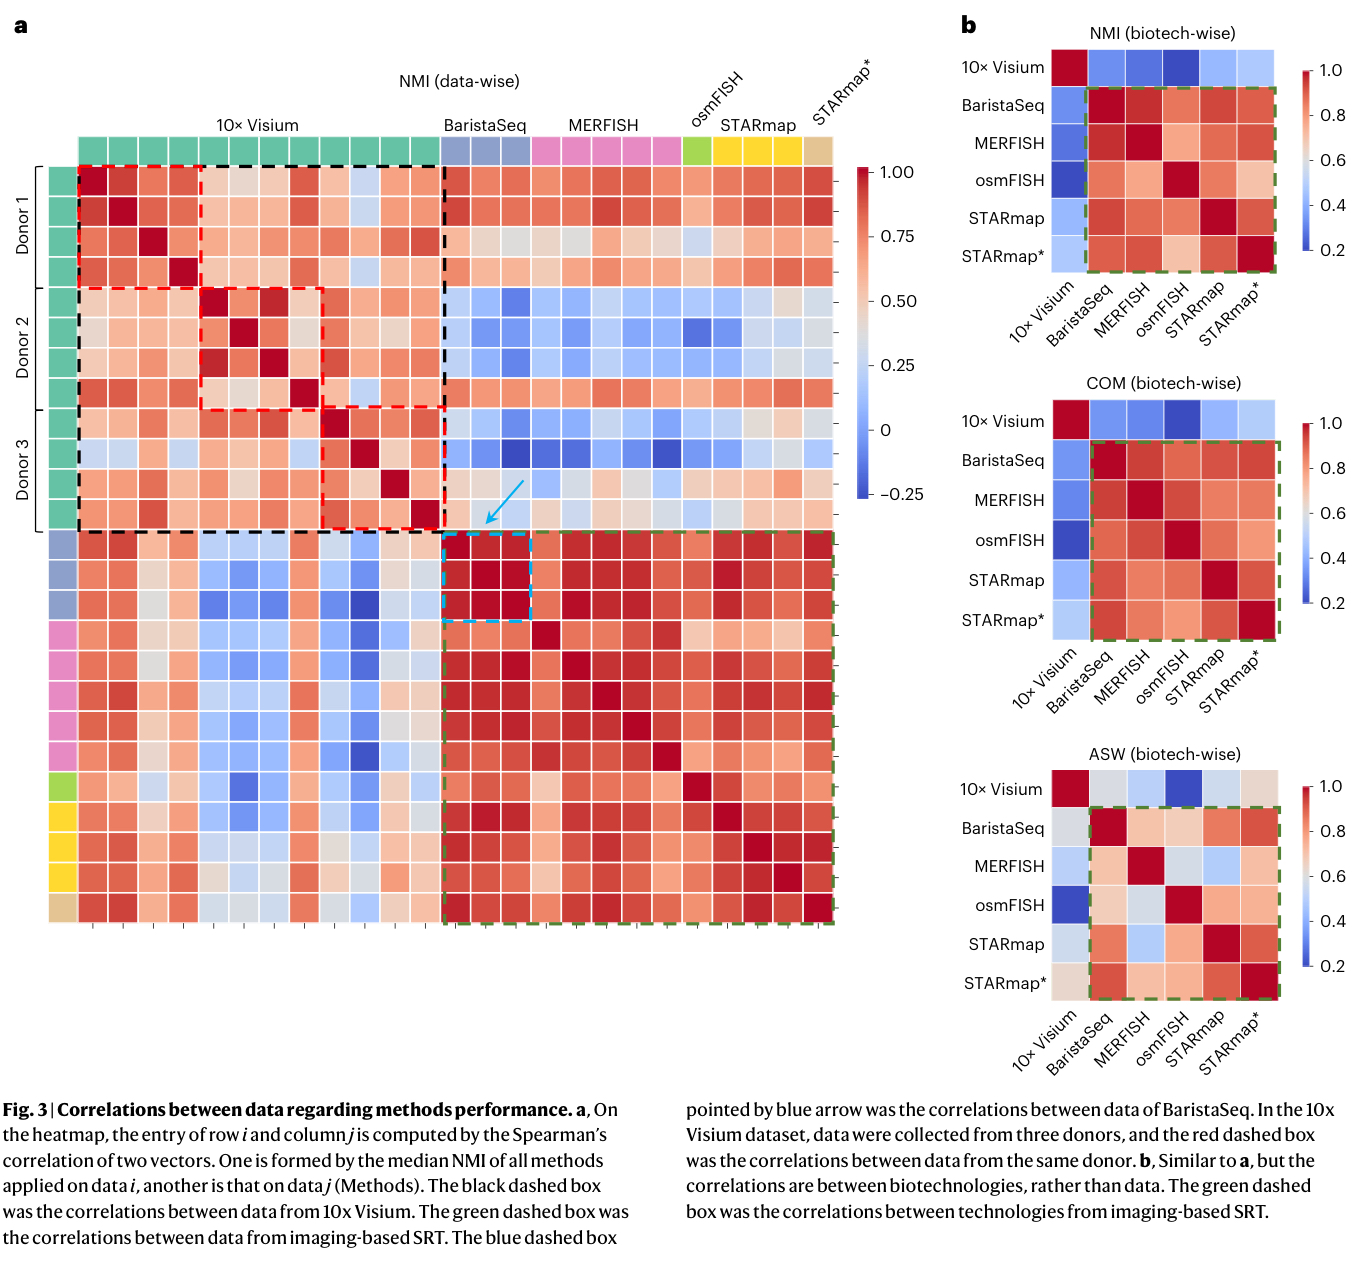 a
NMI (data-wise)
10× Visium
BaristaSeq
MERFISH
osmFISH
STARmap
STARmap*
Donor 1
Donor 2
Donor 3
1.00
0.75
0.50
0.25
0
−0.25
b
NMI (biotech-wise)
10× Visium
BaristaSeq
MERFISH
osmFISH
STARmap
STARmap*
10× Visium
BaristaSeq
MERFISH
osmFISH
STARmap
STARmap*
1.0
0.8
0.6
0.4
0.2
COM (biotech-wise)
10× Visium
BaristaSeq
MERFISH
osmFISH
STARmap
STARmap*
10× Visium
BaristaSeq
MERFISH
osmFISH
STARmap
STARmap*
1.0
0.8
0.6
0.4
0.2
ASW (biotech-wise)
10× Visium
BaristaSeq
MERFISH
osmFISH
STARmap
STARmap*
10× Visium
BaristaSeq
MERFISH
osmFISH
STARmap
STARmap*
1.0
0.8
0.6
0.4
0.2
Fig. 3 | Correlations between data regarding methods performance. a, On
the heatmap, the entry of row i and column j is computed by the Spearman's
correlation of two vectors. One is formed by the median NMI of all methods
applied on data i, another is that on data j (Methods). The black dashed box
was the correlations between data from 10x Visium. The green dashed box was
the correlations between data from imaging-based SRT. The blue dashed box
pointed by blue arrow was the correlations between data of BaristaSeq. In the 10x
Visium dataset, data were collected from three donors, and the red dashed box
was the correlations between data from the same donor. b, Similar to a, but the
correlations are between biotechnologies, rather than data. The green dashed
box was the correlations between technologies from imaging-based SRT.